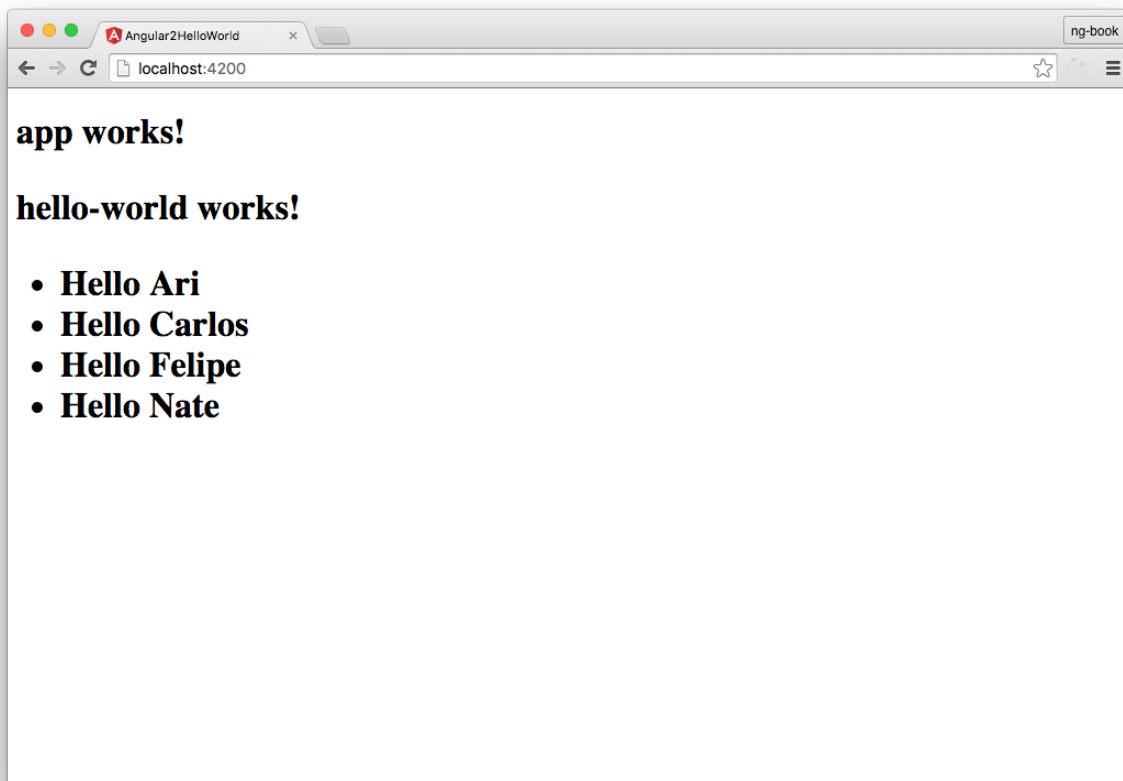 Angular2HelloWorld
ng-book
localhost:4200
app works!
hello-world works!
Hello Ari
Hello Carlos
Hello Felipe
Hello Nate